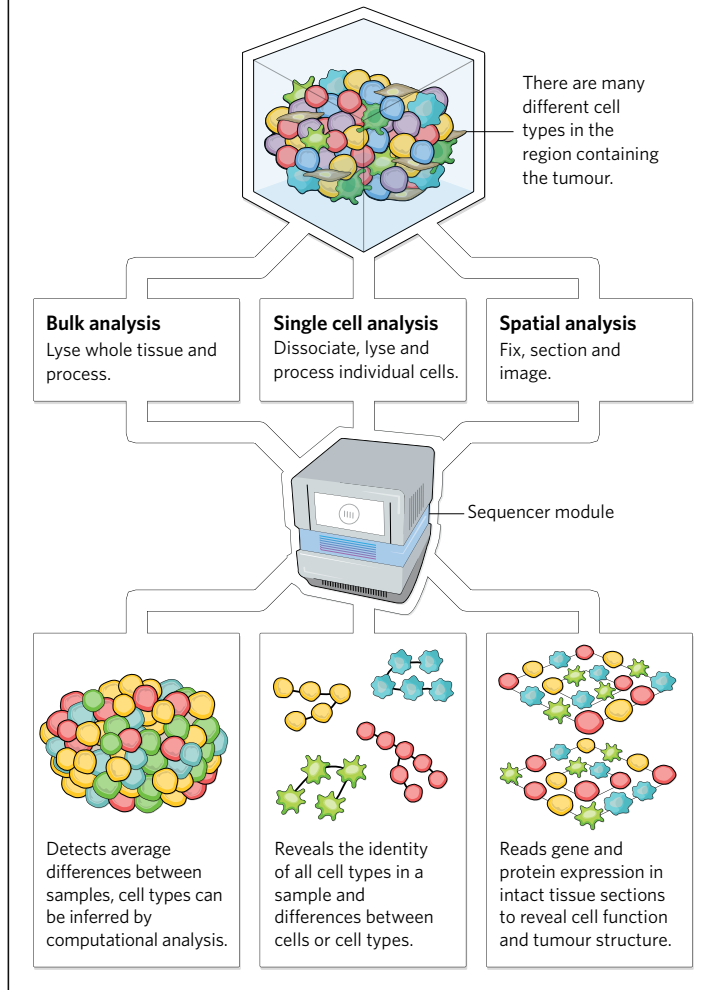 There are many
different cell
types in the
region containing
the tumour.
Bulk analysis
Lyse whole tissue and
process.
Single cell analysis
Dissociate, lyse and
process individual cells.
Spatial analysis
Fix, section and
image.
Sequencer module
Detects average
differences between
samples, cell types can
be inferred by
computational analysis.
Reveals the identity
of all cell types in a
sample and
differences between
cells or cell types.
Reads gene and
protein expression in
intact tissue sections
to reveal cell function
and tumour structure.